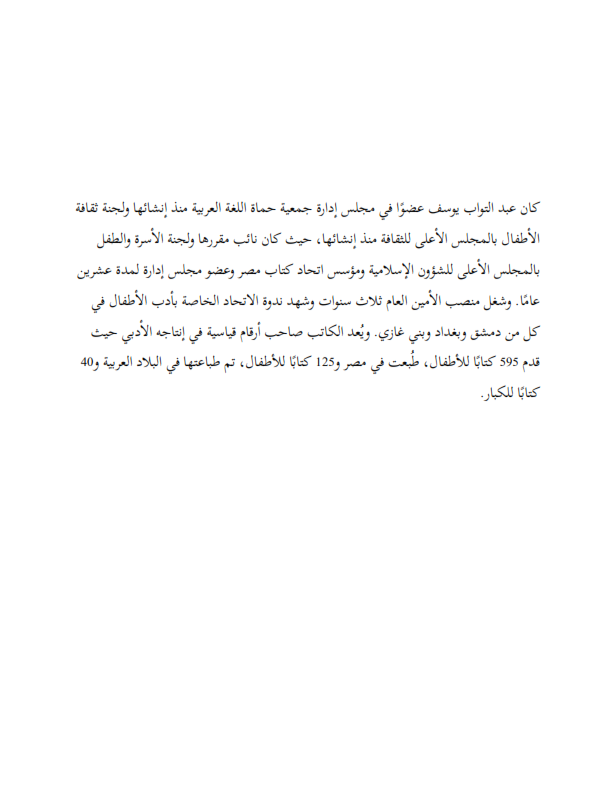 كان عبد التواب يوسف عضوًا في مجلس إدارة جمعية حماة اللغة العربية منذ إنشائها ولجنة ثقافة
الأطفال بالمجلس الأعلى للثقافة منذ إنشائها، حيث كان نائب مقررها ولجنة الأسرة والطفل
بالمجلس الأعلى للشؤون الإسلامية ومؤسس اتحاد كتاب مصر وعضو مجلس إدارة لمدة عشرين
عامًا. وشغل منصب الأمين العام ثلاث سنوات وشهد ندوة الاتحاد الخاصة بأدب الأطفال في
كل من دمشق وبغداد وبني غازي. ويُعد الكاتب صاحب أرقام قياسية في إنتاجه الأدبي حيث
قدم 595 كتابًا للأطفال، طُبعت في مصر و125 كتابًا للأطفال، تم طباعتها في البلاد العربية و40
كتابًا للكبار.